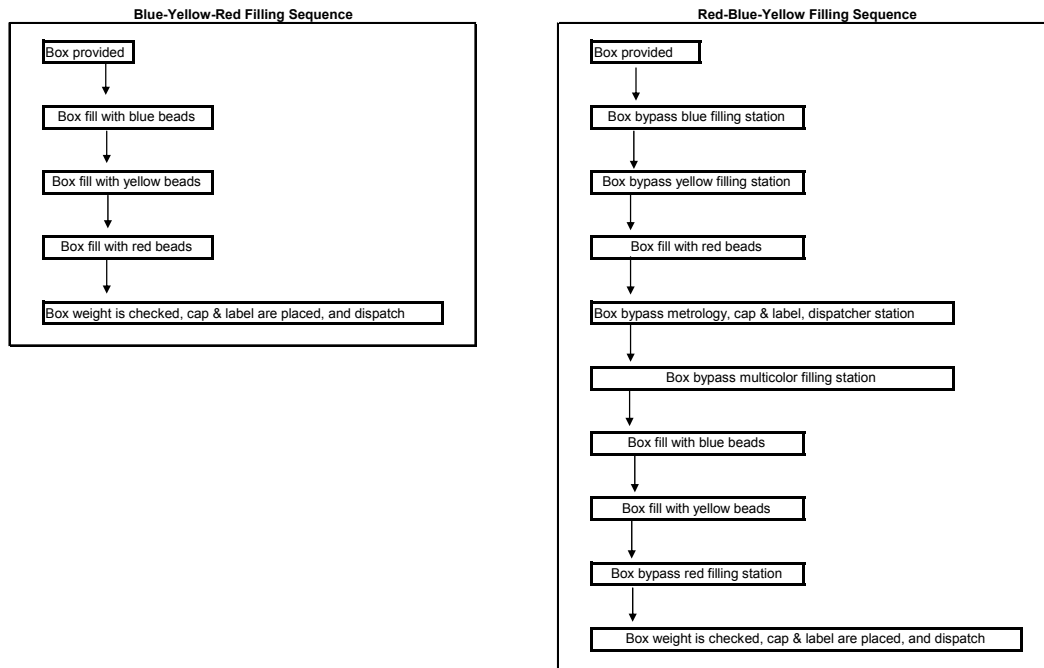 Blue-Yellow-Red Filling Sequence
Box provided
Box fill with blue beads
Box fill with yellow beads
Box fill with red beads
Box weight is checked, cap & label are placed, and dispatch
Red-Blue-Yellow Filling Sequence
Box provided
Box bypass blue filling station
Box bypass yellow filling station
Box fill with red beads
Box bypass metrology, cap & label, dispatcher station
Box bypass multicolor filling station
Box fill with blue beads
Box fill with yellow beads
Box bypass red filling station
Box weight is checked, cap & label are placed, and dispatch